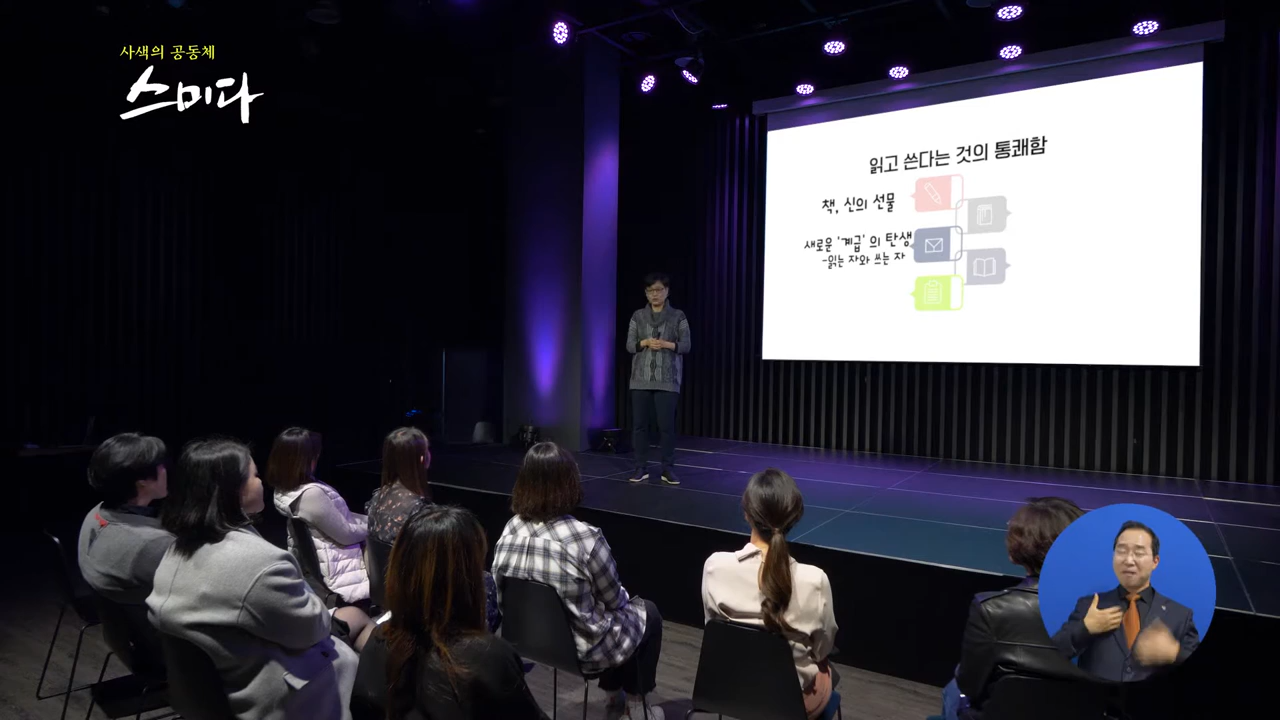 사색의 공동체
스미다
읽고 쓴다는 것의 통쾌함
책, 신의 선물
새로운 '계급' 의 탄생
-읽는 자와 쓰는 자